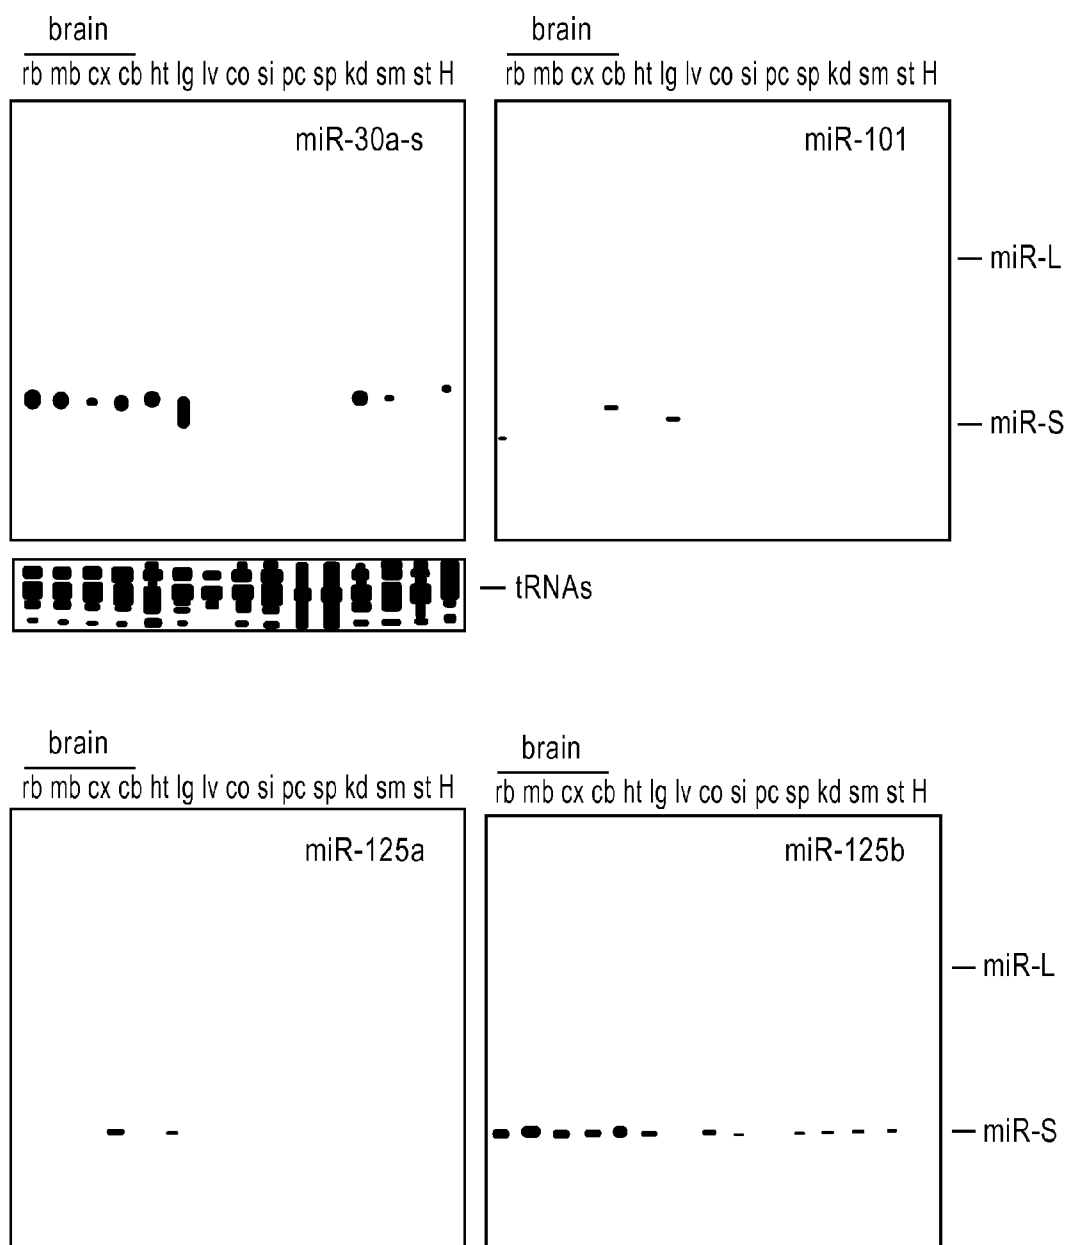 brain
rb mb cx cb ht lg lv co si pc sp kd sm st H
miR-30a-s
brain
rb mb cx cb ht lg lv co si pc sp kd sm st H
miR-101
miR-L
miR-S
tRNAs
brain
rb mb cx cb ht lg lv co si pc sp kd sm st H
miR-125a
brain
rb mb cx cb ht lg lv co si pc sp kd sm st H
miR-125b
miR-L
miR-S